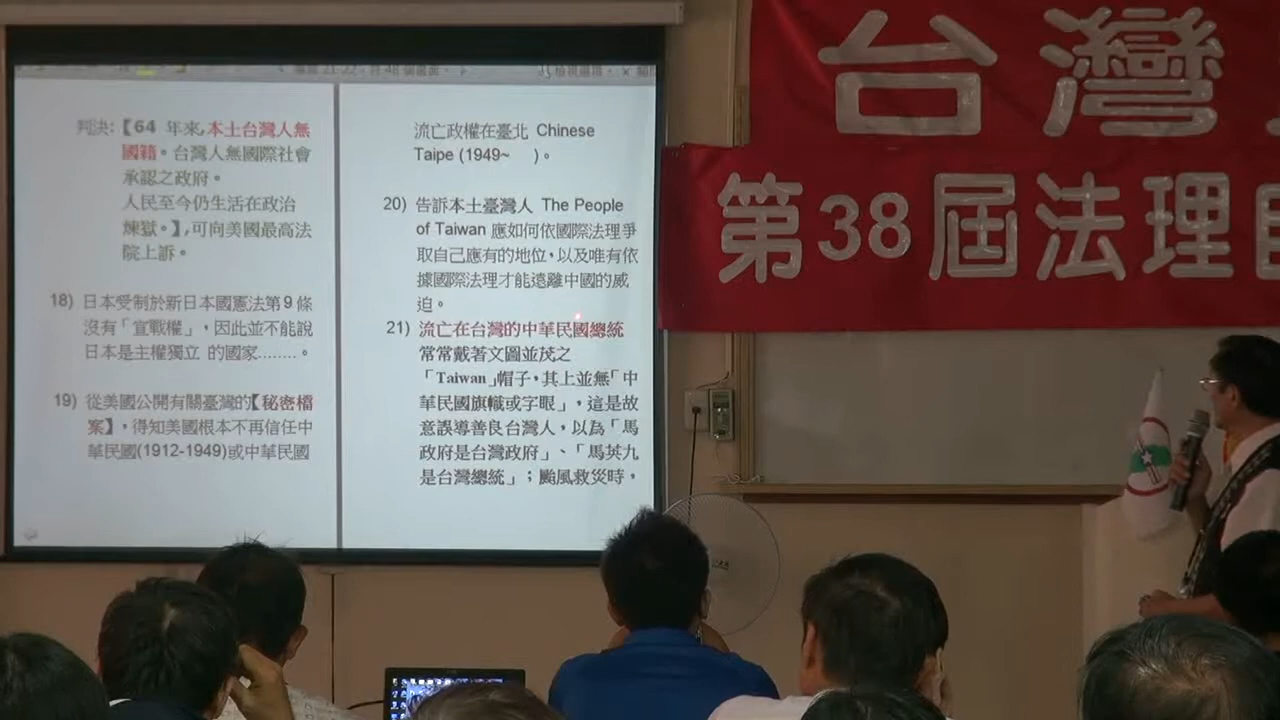 判決:【64 年來,本土台灣人無
國籍。台灣人無國際社會
承認之政府。
人民至今仍生活在政治
煉獄。】,可向美國最高法
院上訴。
18) 日本受制於新日本國憲法第9條
沒有「宣戰權」,因此並不能說
日本是主權獨立 的國家........。
19) 從美國公開有關臺灣的【秘密檔
案】,得知美國根本不再信任中
華民國(1912-1949)或中華民國
流亡政權在臺北 Chinese
Taipe (1949~ )。
20) 告訴本土臺灣人 The People
of Taiwan 應如何依國際法理爭
取自己應有的地位,以及唯有依
據國際法理才能遠離中國的威
迫。
21) 流亡在台灣的中華民國總統
常常戴著文圖並茂之
「Taiwan」帽子,其上並無「中
華民國旗幟或字眼」,這是故
意誤導善良台灣人,以為「馬
政府是台灣政府」、「馬英九
是台灣總統」;颱風救災時,
台灣
第38屆法理